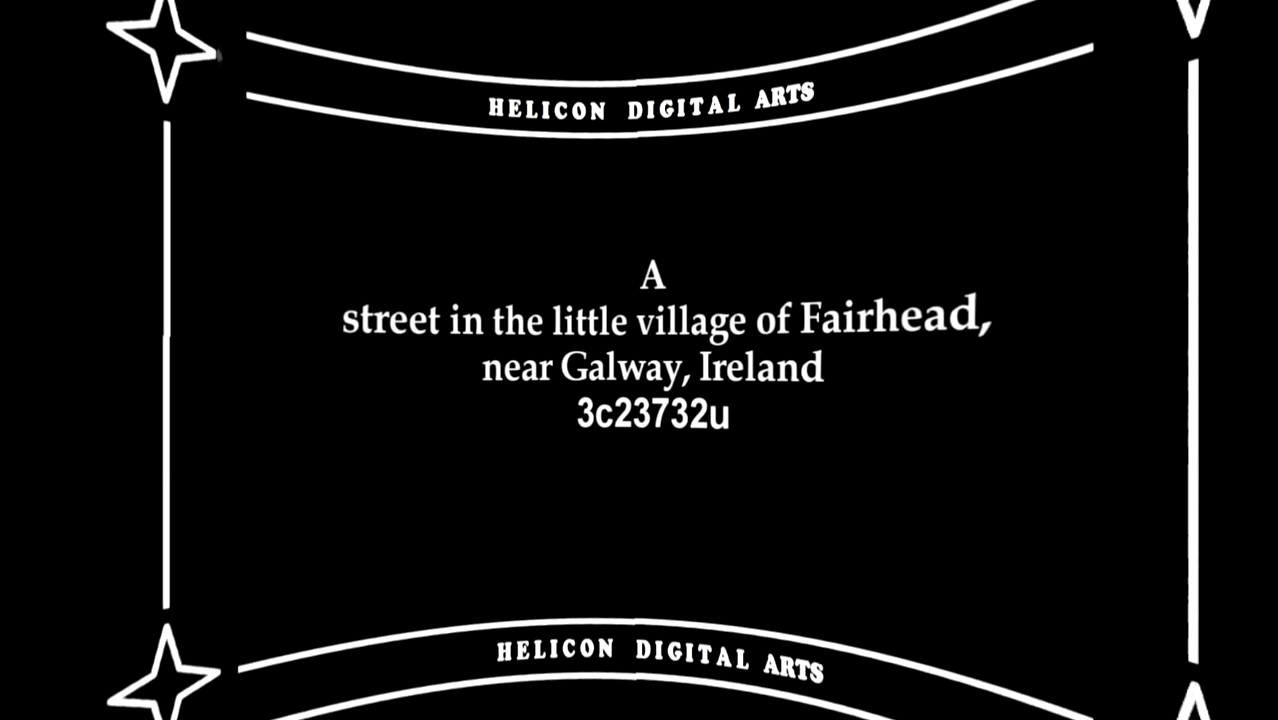 HELICON DIGITAL ARTS
A
street in the little village of Fairhead,
near Galway, Ireland
3c23732u
HELICON DIGITAL ARTS